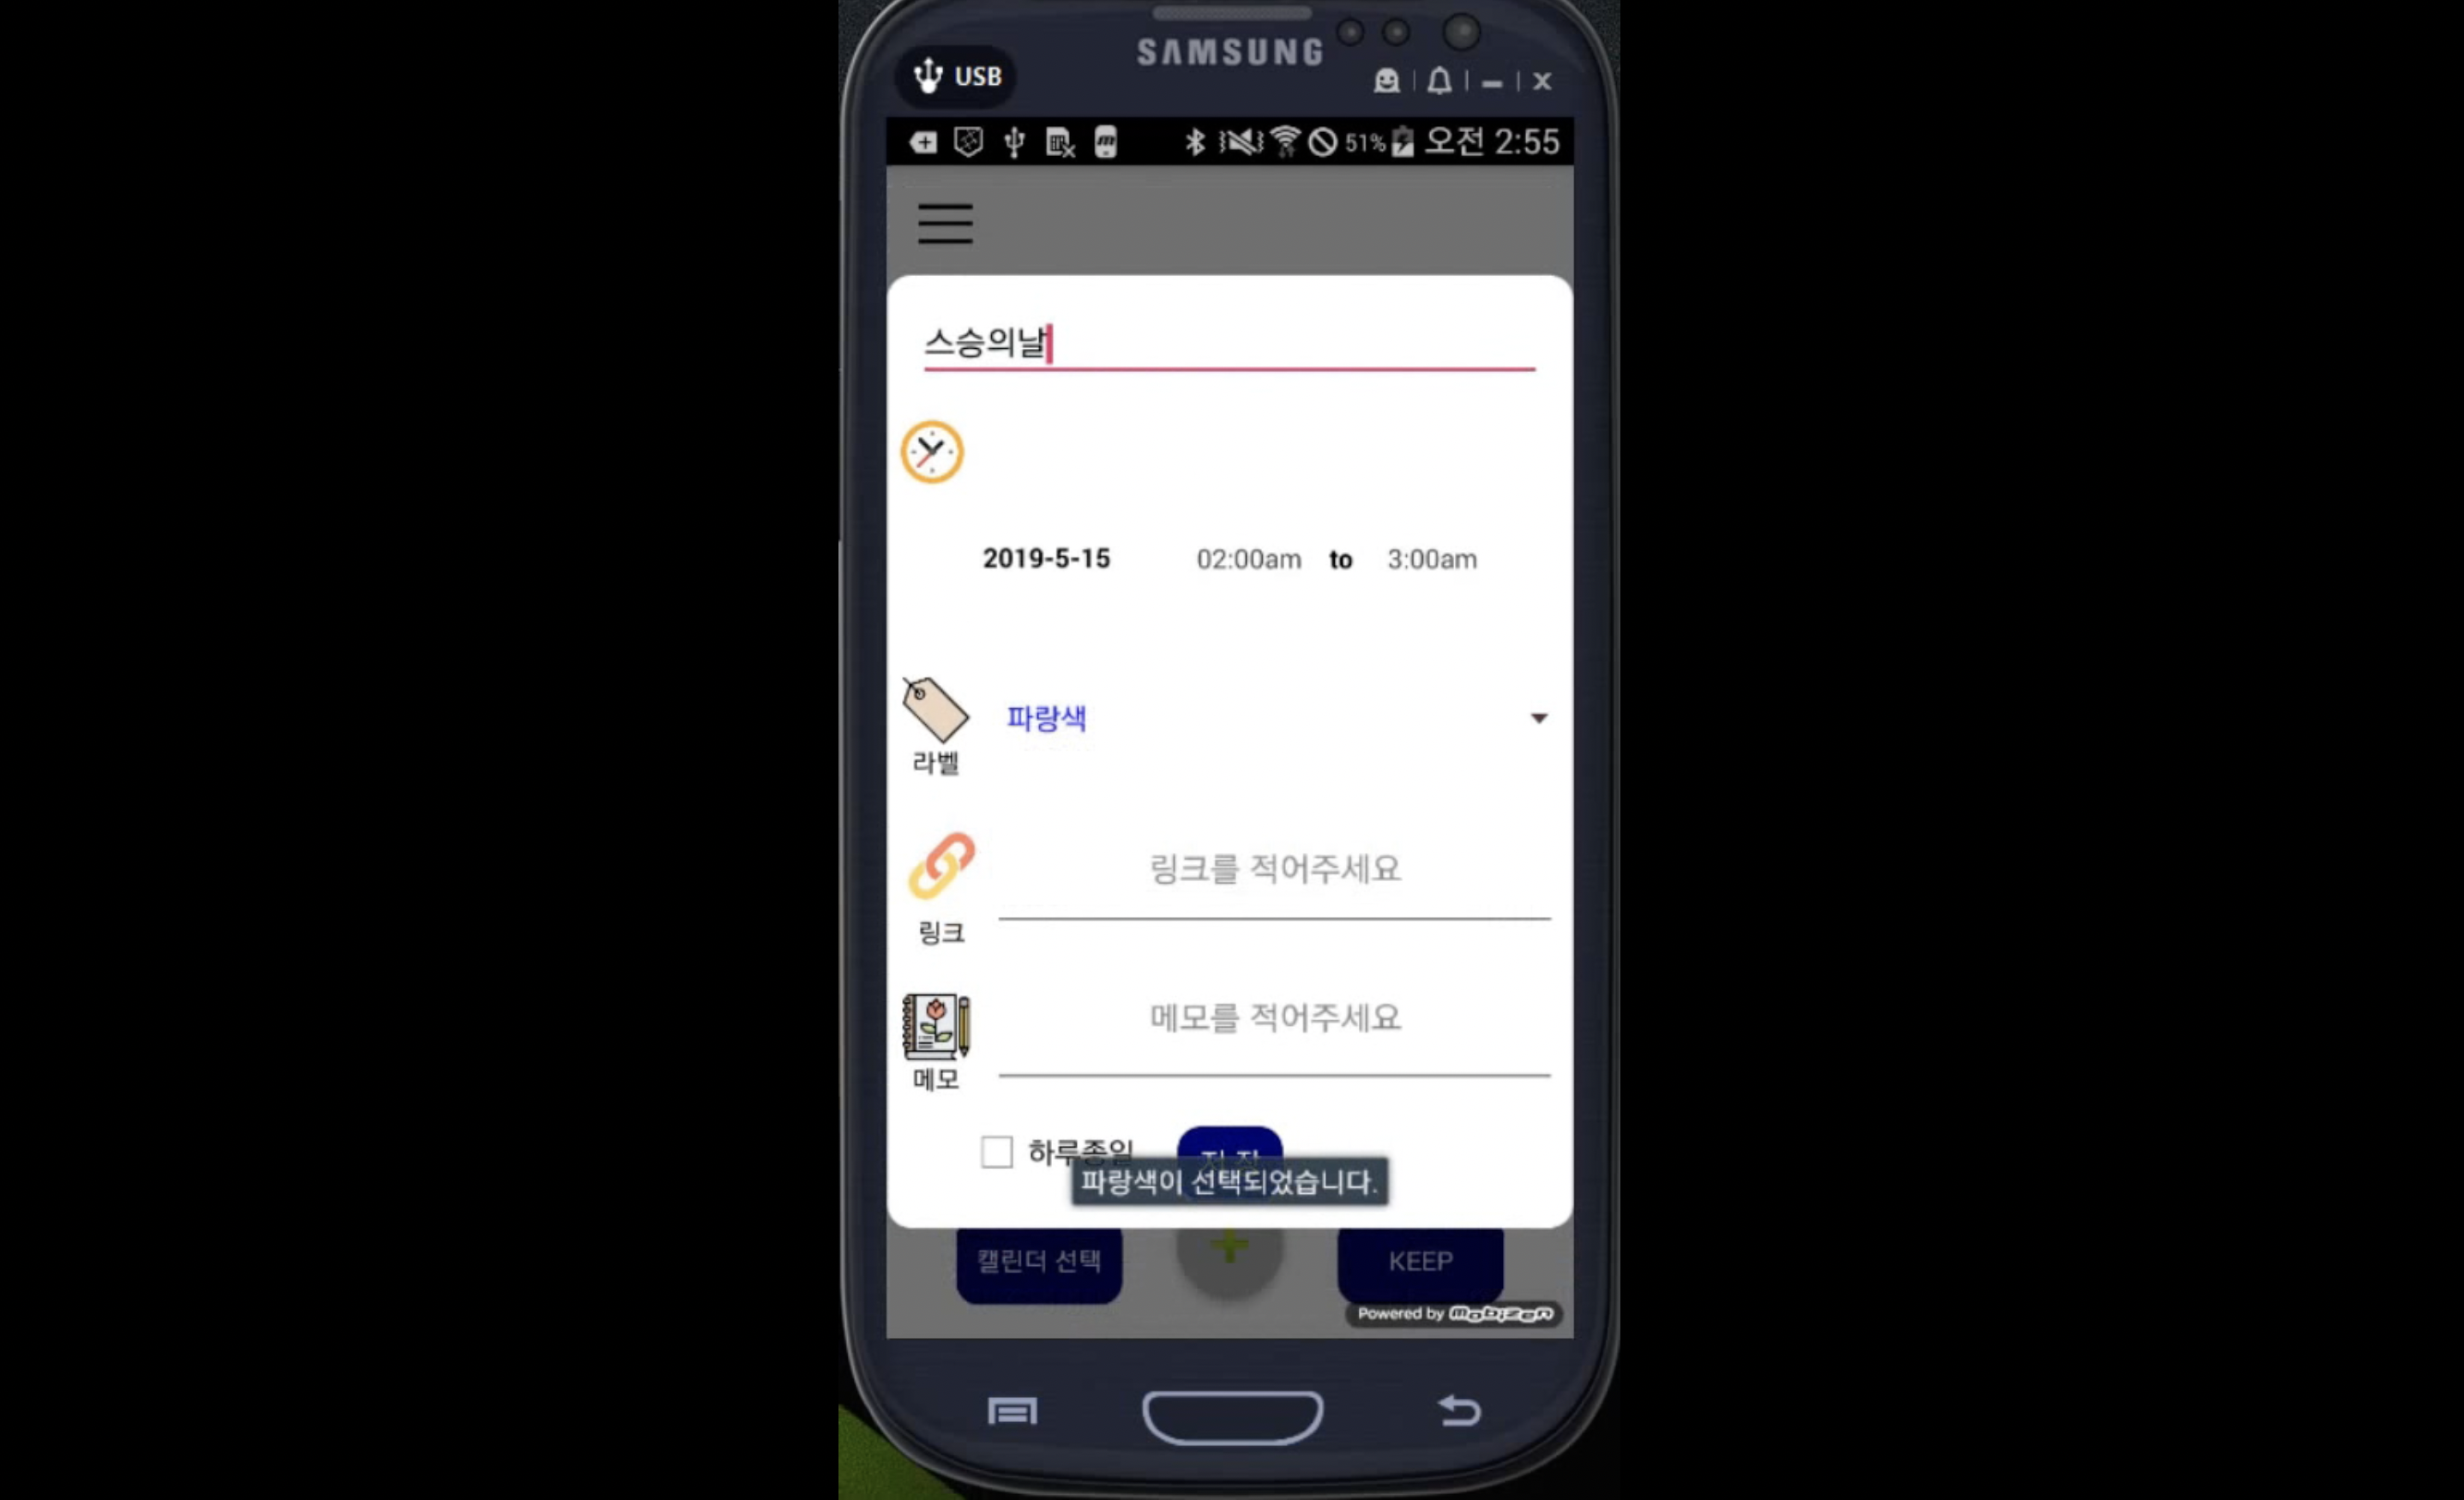 SAMSUNG
USB
51% 오전 2:55
스승의날
2019-5-15 02:00am to 3:00am
파랑색
라벨
링크를 적어주세요
링크
메모를 적어주세요
메모
하루종일
파랑색이 선택되었습니다.
캘린더 선택
KEEP
Powered by mobizen